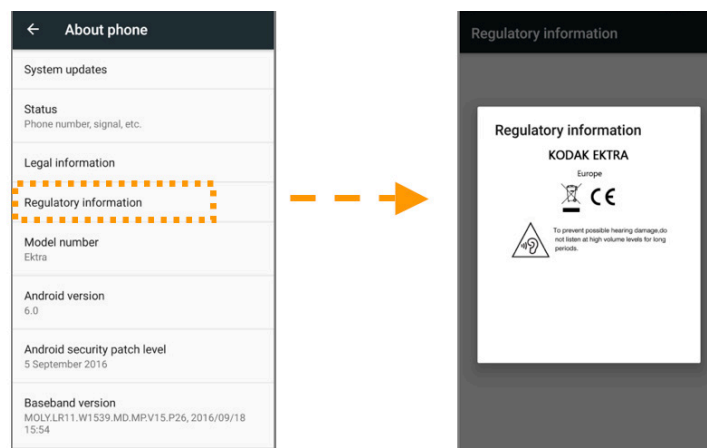 About phone
System updates
Status
Phone number, signal, etc.
Legal information
Regulatory information
Model number
Ektra
Android version
6.0
Android security patch level
5 September 2016
Baseband version
MOLY.LR11.W1539.MD.MP.V15.P26, 2016/09/18
15:54
Regulatory information
Regulatory information
KODAK EKTRA
Europe
CE
To prevent possible hearing damage,do
not listen at high volume levels for long
periods.